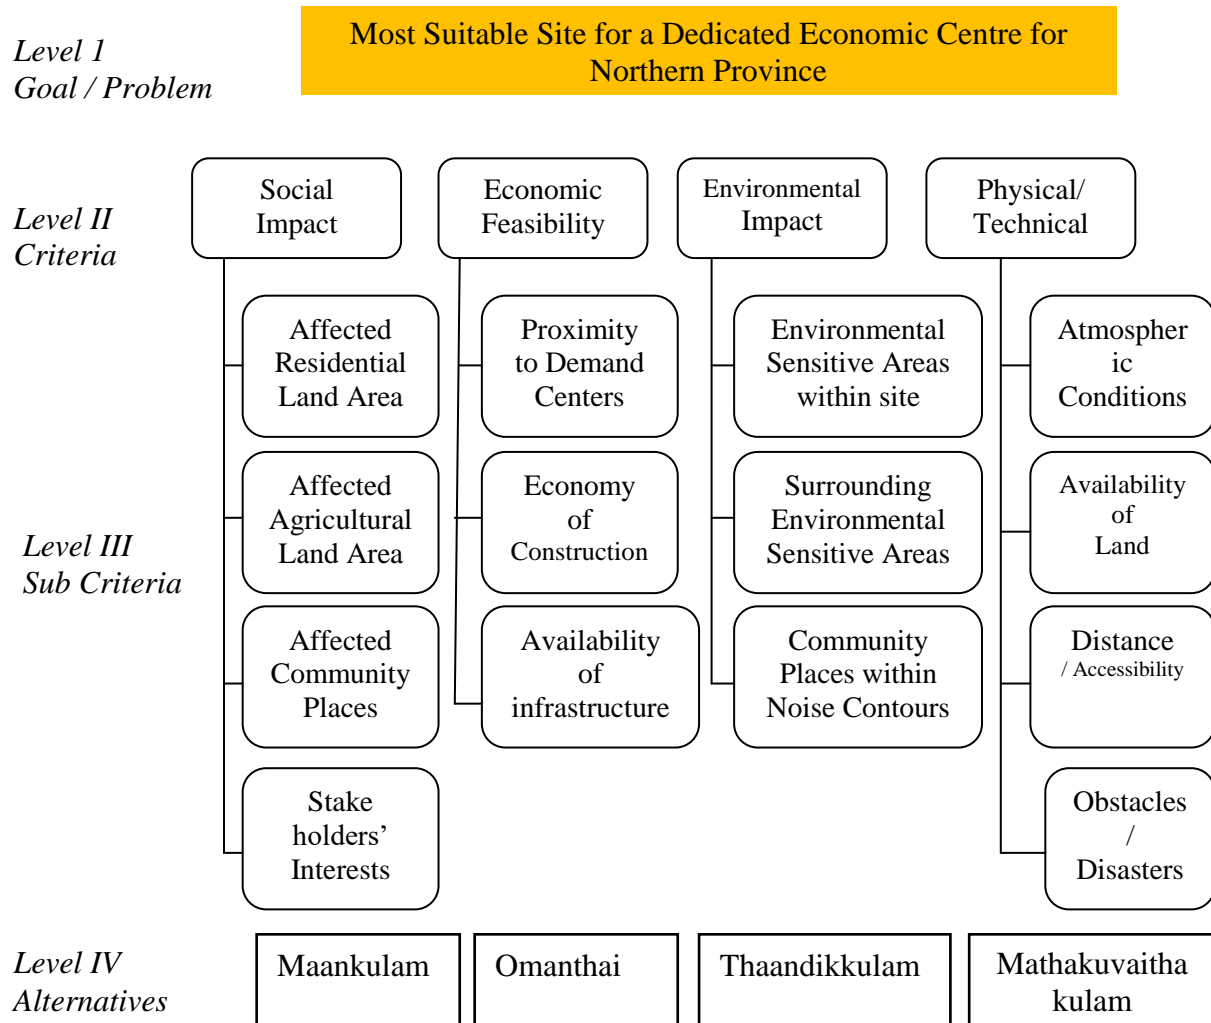 Level 1
Goal / Problem
Most Suitable Site for a Dedicated Economic Centre for
Northern Province
Level II
Criteria
Social
Impact
Economic
Feasibility
Environmental
Impact
Physical/
Technical
Level III
Sub Criteria
Affected
Residential
Land Area
Proximity
to Demand
Centers
Environmental
Sensitive Areas
within site
Atmospher
ic
Conditions
Affected
Agricultural
Land Area
Economy
of
Construction
Surrounding
Environmental
Sensitive Areas
Availability
of
Land
Affected
Community
Places
Availability
of
infrastructure
Community
Places within
Noise Contours
Distance
/ Accessibility
Stake
holders’
Interests
Obstacles
/
Disasters
Level IV
Alternatives
Maankulam
Omanthai
Thaandikkulam
Mathakuvaitha
kulam